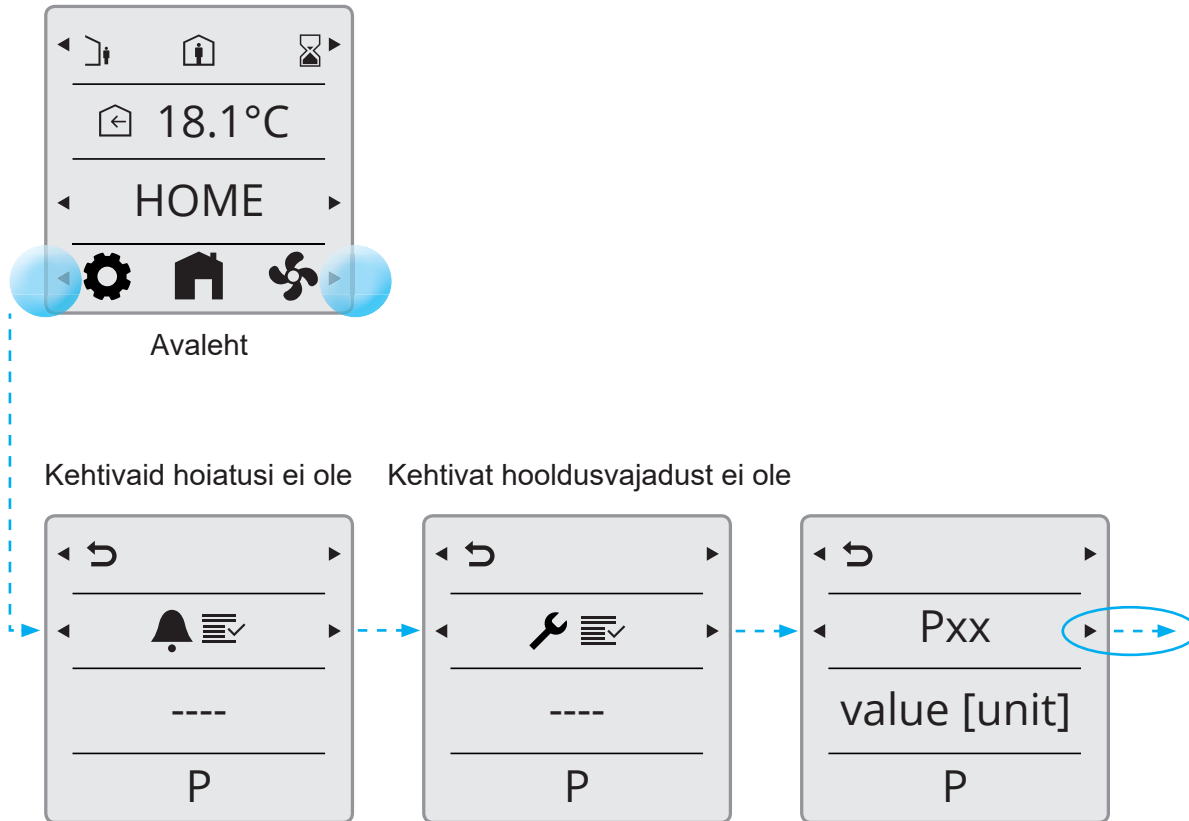 18.1°C
HOME
Avaleht
Kehtivaid hoiatusi ei ole
Kehtivat hooldusvajadust ei ole
----
----
Pxx
value [unit]
P
P
P